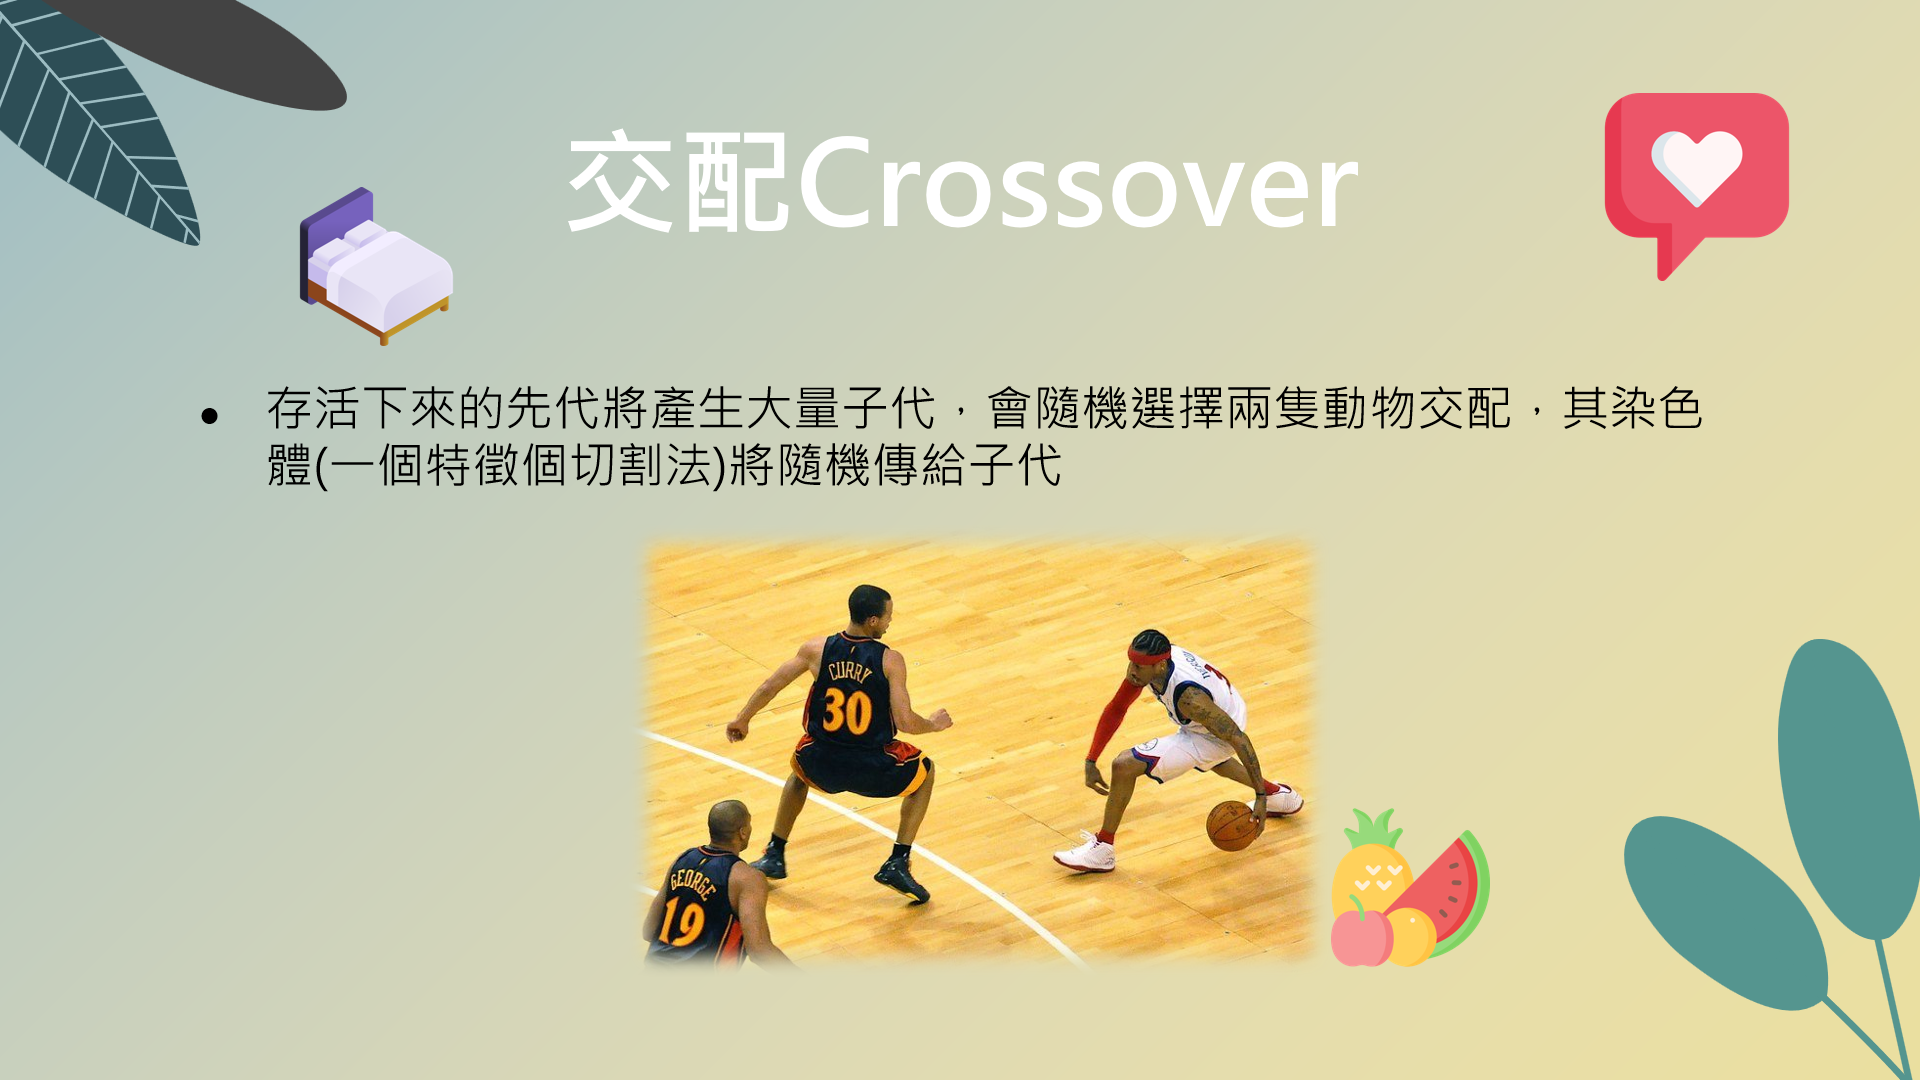 交配Crossover
● 存活下來的先代將產生大量子代，會隨機選擇兩隻動物交配，其染色
體(一個特徵個切割法)將隨機傳給子代
CURRY
30
GEORGE
19